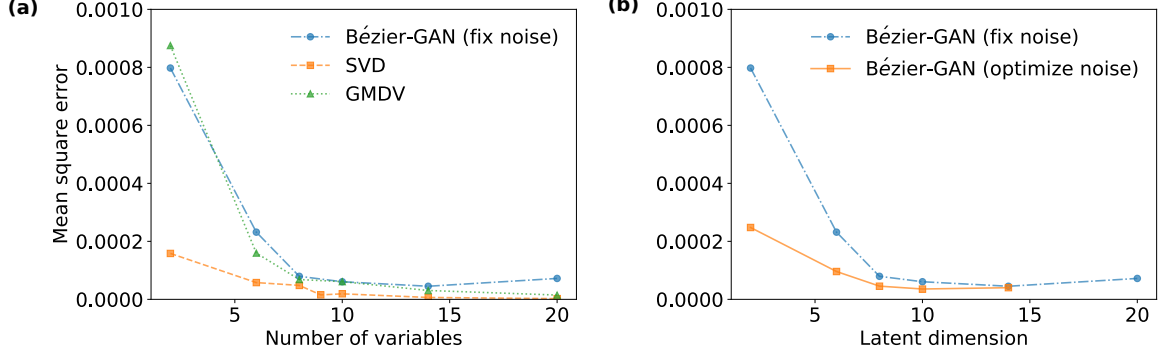 (a)
Mean square error
0.0010
0.0008
0.0006
0.0004
0.0002
0.0000
Bézier-GAN (fix noise)
SVD
GMDV
5 10 15 20
Number of variables
(b)
0.0010
0.0008
0.0006
0.0004
0.0002
0.0000
Bézier-GAN (fix noise)
Bézier-GAN (optimize noise)
5 10 15 20
Latent dimension